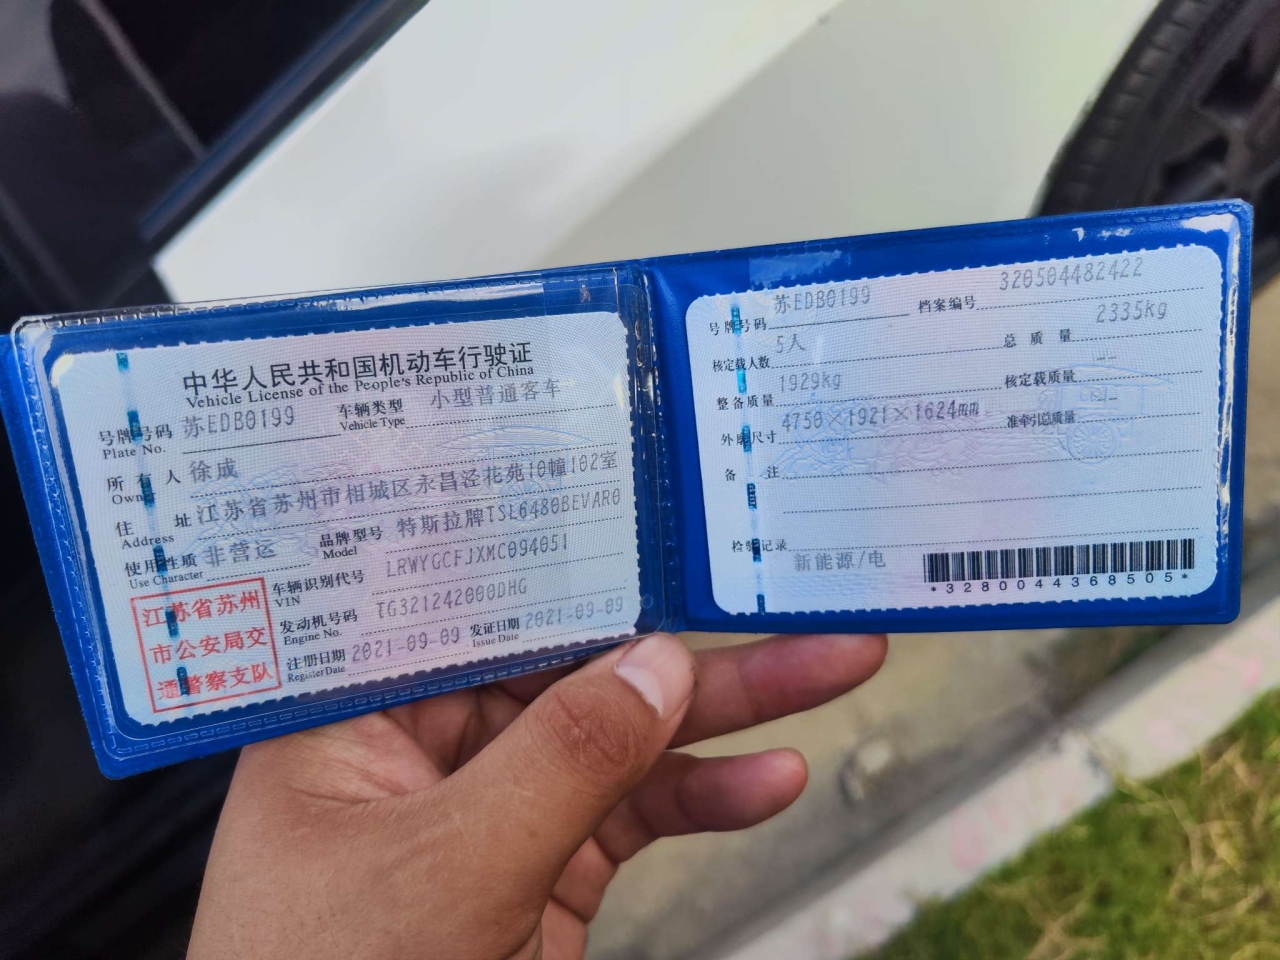 中华人民共和国机动车行驶证
Vehicle License of the People's Republic of China
号牌号码 苏EDB0199 车辆类型 小型普通客车
Plate No. Vehicle Type
所有人 徐成
Owner
住址 江苏省苏州市相城区永昌泾花苑10幢102室
Address
使用性质 非营运 品牌型号 特斯拉牌TSL6480BEVAR0
Use Character Model
车辆识别代号 LRWYGCFJXMC094051
VIN
发动机号码 TG321242000DHG
Engine No.
注册日期 2021-09-09 发证日期 2021-09-09
Register Date Issue Date
江苏省苏州
市公安局交
通警察支队
号牌号码 苏EDB0199 档案编号 320504482422
核定载人数 5人 总质量 2335kg
整备质量 1929kg 核定载质量 --
外廓尺寸 4750×1921×1624mm 准牵引总质量 --
备注
检验记录 新能源/电
*3280044368505*